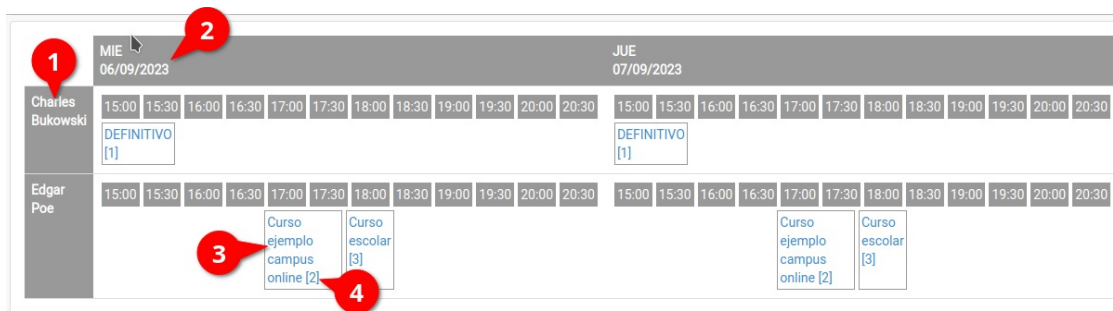 1
2
MIE
06/09/2023
JUE
07/09/2023
Charles
Bukowski
15:00 15:30 16:00 16:30 17:00 17:30 18:00 18:30 19:00 19:30 20:00 20:30
15:00 15:30 16:00 16:30 17:00 17:30 18:00 18:30 19:00 19:30 20:00 20:30
DEFINITIVO
[1]
DEFINITIVO
[1]
Edgar
Poe
15:00 15:30 16:00 16:30 17:00 17:30 18:00 18:30 19:00 19:30 20:00 20:30
15:00 15:30 16:00 16:30 17:00 17:30 18:00 18:30 19:00 19:30 20:00 20:30
3
Curso
ejemplo
campus
online [2]
4
Curso
escolar
[3]
Curso
ejemplo
campus
online [2]
Curso
escolar
[3]